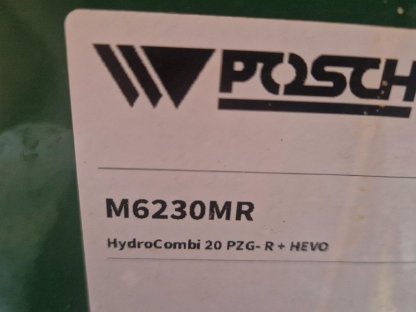 POSCH
M6230MR
HydroCombi 20 PZG- R + HEVO